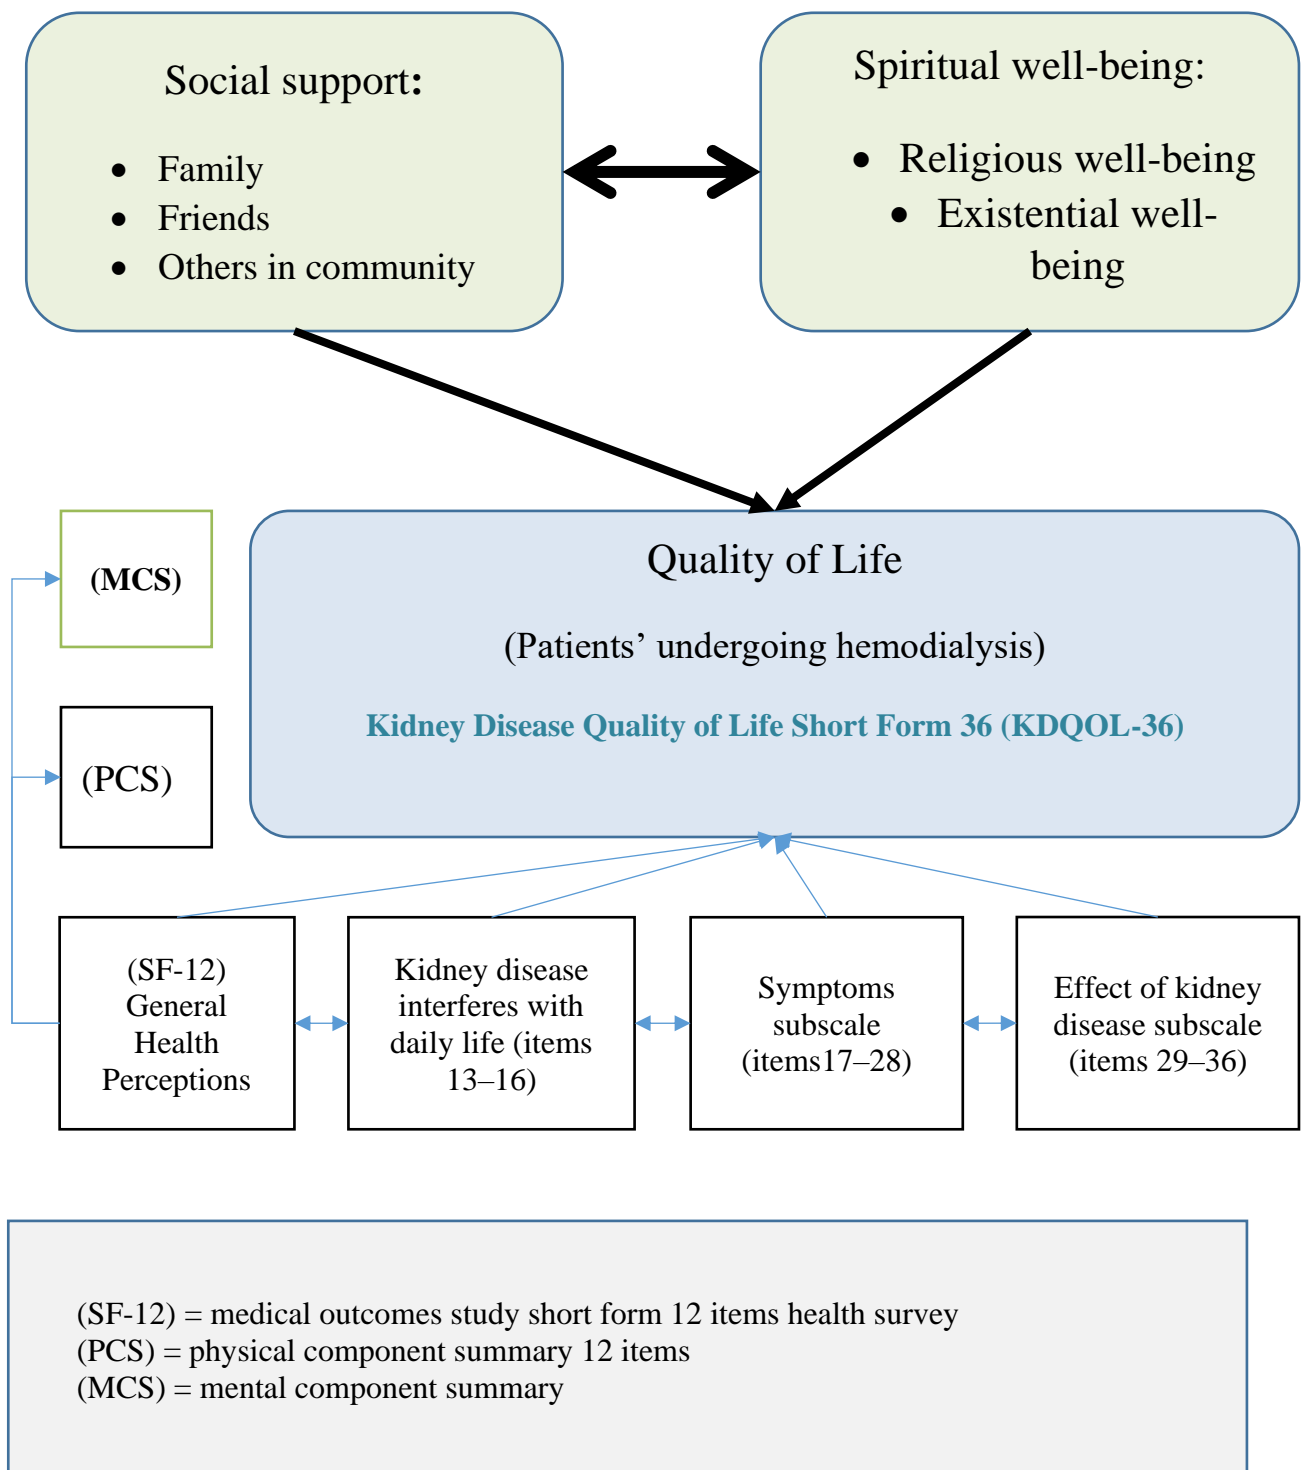 Social support:
• Family
• Friends
• Others in community
Spiritual well-being:
• Religious well-being
• Existential well-
being
Quality of Life
(Patients’ undergoing hemodialysis)
Kidney Disease Quality of Life Short Form 36 (KDQOL-36)
(MCS)
(PCS)
(SF-12)
General
Health
Perceptions
Kidney disease
interferes with
daily life (items
13–16)
Symptoms
subscale
(items17–28)
Effect of kidney
disease subscale
(items 29–36)
(SF-12) = medical outcomes study short form 12 items health survey
(PCS) = physical component summary 12 items
(MCS) = mental component summary